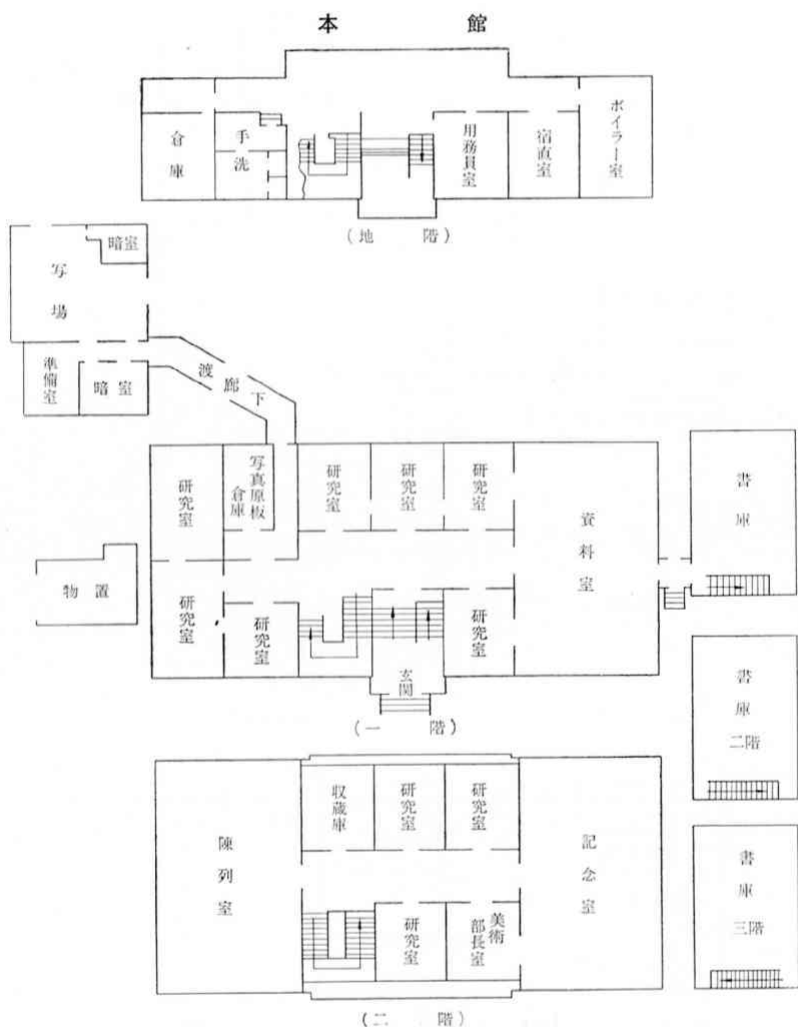 本館
倉庫
手洗
用務員室
宿直室
ボイラー室
(地階)
写場
暗室
準備室
暗室
渡廊下
研究室
写真原板
倉庫
研究室
研究室
研究室
資料室
書庫
物置
研究室
研究室
研究室
玄関
(一階)
書庫
二階
陳列室
収蔵庫
研究室
研究室
記念室
研究室
美術
部長室
書庫
三階
(二階)